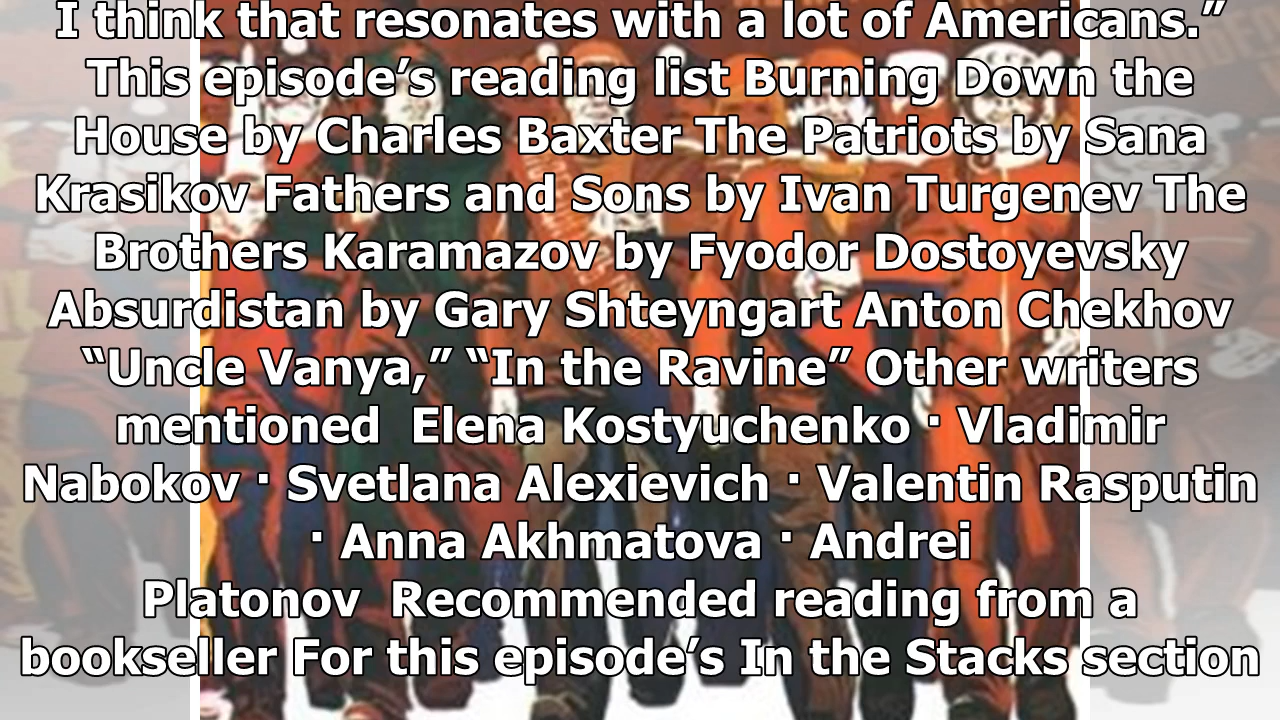 I think that resonates with a lot of Americans.”
This episode’s reading list Burning Down the
House by Charles Baxter The Patriots by Sana
Krasikov Fathers and Sons by Ivan Turgenev The
Brothers Karamazov by Fyodor Dostoyevsky
Absurdistan by Gary Shteyngart Anton Chekhov
“Uncle Vanya,” “In the Ravine” Other writers
mentioned  Elena Kostyuchenko · Vladimir
Nabokov · Svetlana Alexievich · Valentin Rasputin
· Anna Akhmatova · Andrei
Platonov  Recommended reading from a
bookseller For this episode’s In the Stacks section